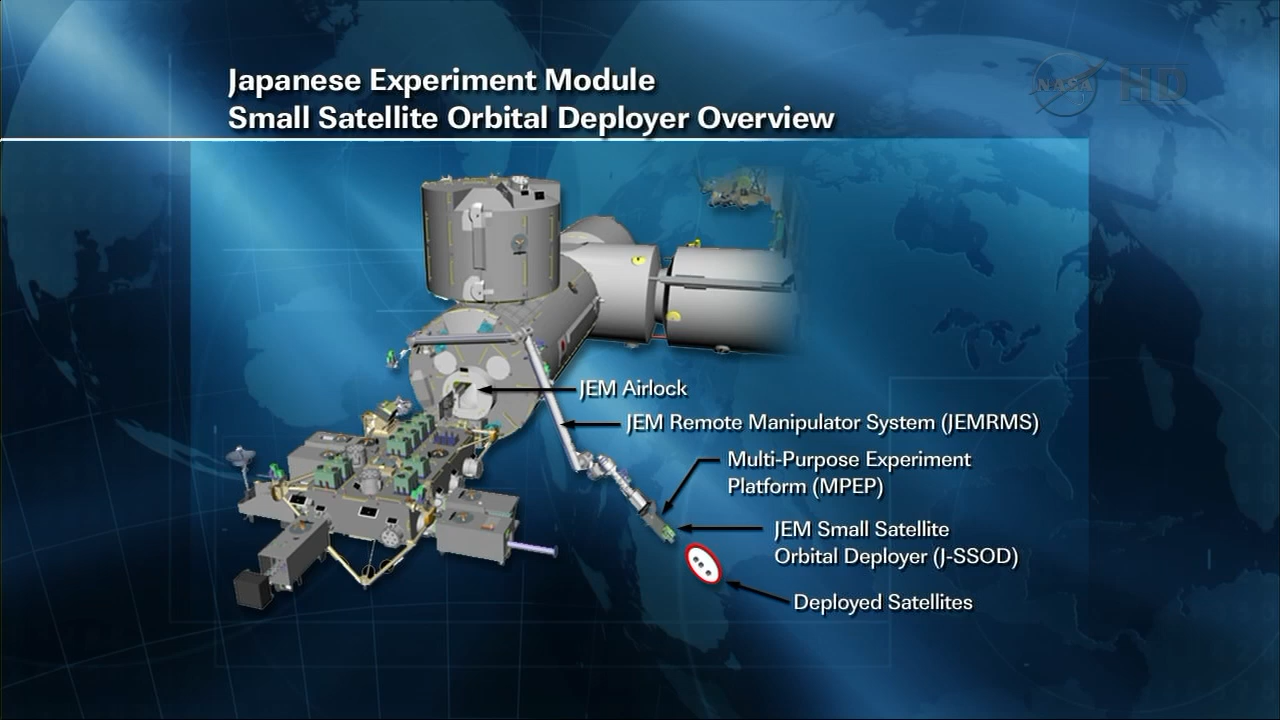 Japanese Experiment Module
Small Satellite Orbital Deployer Overview
NASA HD
JEM Airlock
JEM Remote Manipulator System (JEMRMS)
Multi-Purpose Experiment
Platform (MPEP)
JEM Small Satellite
Orbital Deployer (J-SSOD)
Deployed Satellites